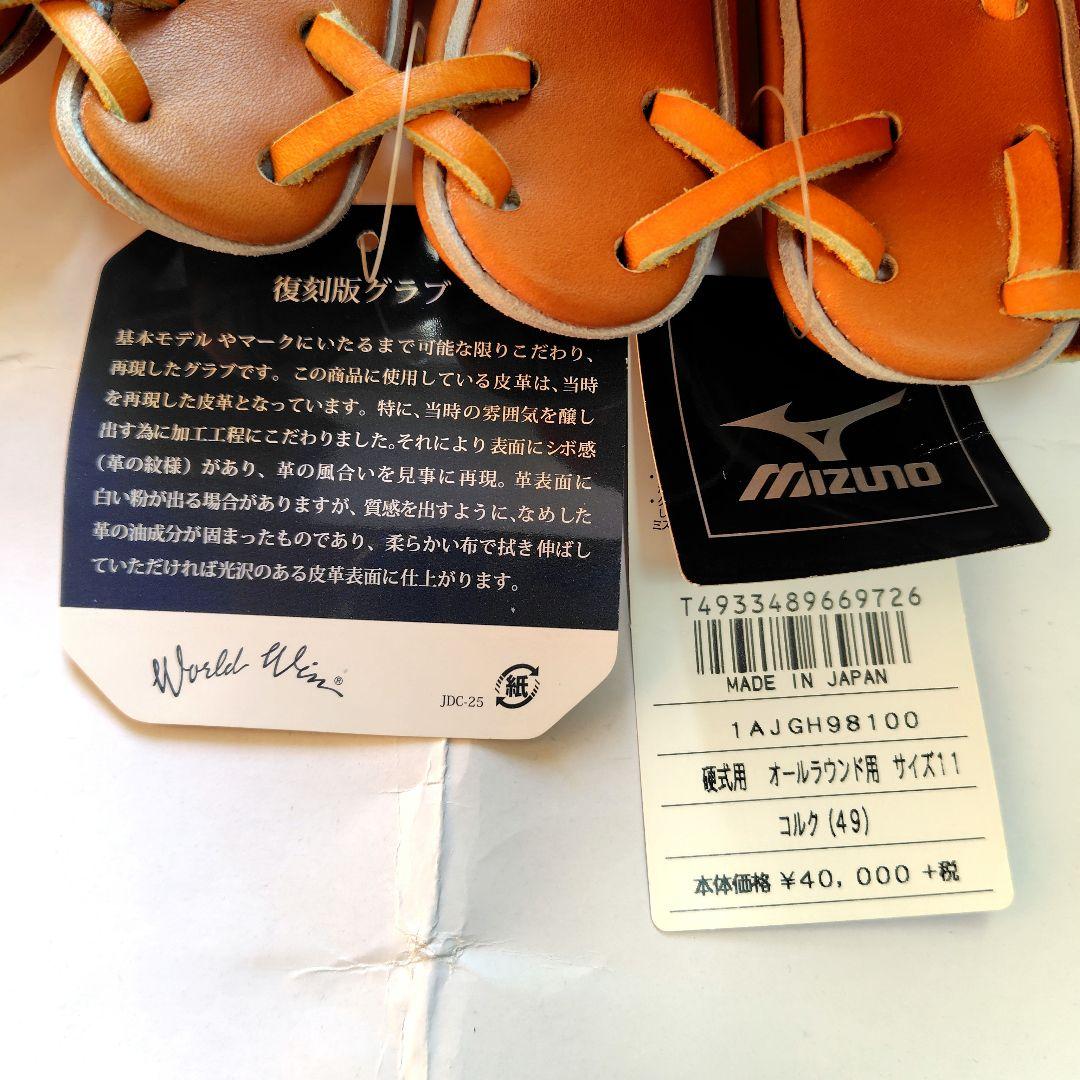 復刻版グラブ
基本モデルやマークにいたるまで可能な限りこだわり、
再現したグラブです。この商品に使用している皮革は、当時
を再現した皮革となっています。特に、当時の雰囲気を醸し
出す為に加工工程にこだわりました。それにより表面にシボ感
（革の紋様）があり、革の風合いを見事に再現。革表面に
白い粉が出る場合がありますが、質感を出すように、なめした
革の油成分が固まったものであり、柔らかい布で拭き伸ばし
ていただければ光沢のある皮革表面に仕上がります。
World Win®
JDC-25
紙
MIZUNO
T4933489669726
MADE IN JAPAN
1AJGH98100
硬式用 オールラウンド用 サイズ11
コルク(49)
本体価格 ¥40,000 +税